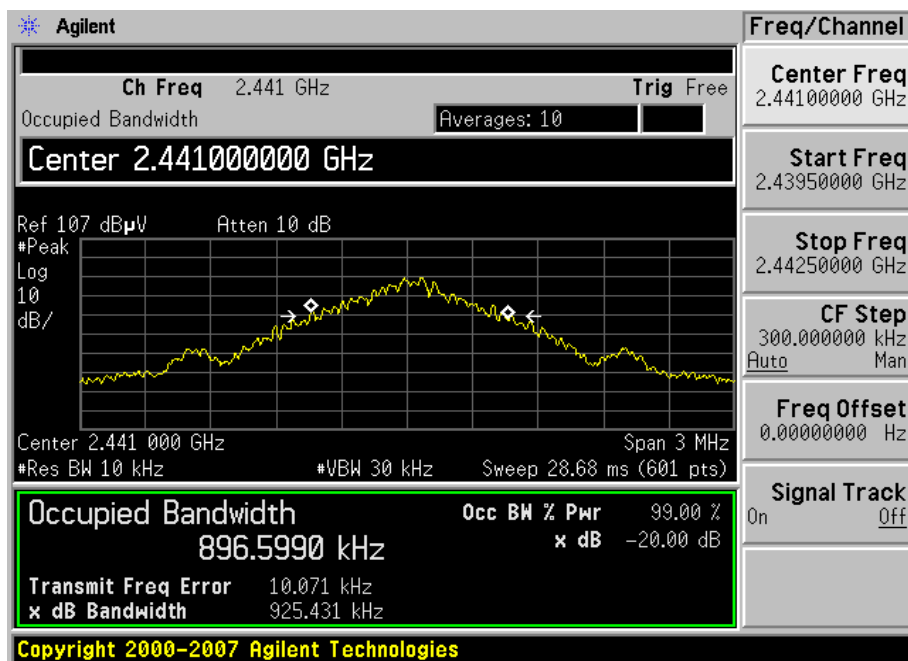 Agilent
Freq/Channel
Ch Freq 2.441 GHz Trig Free
Occupied Bandwidth Averages: 10
Center 2.441000000 GHz
Ref 107 dBµV Atten 10 dB
#Peak
Log
10
dB/
Center 2.441 000 GHz Span 3 MHz
#Res BW 10 kHz #VBW 30 kHz Sweep 28.68 ms (601 pts)
Occupied Bandwidth Occ BW % Pwr 99.00 %
896.5990 kHz x dB -20.00 dB
Transmit Freq Error 10.071 kHz
x dB Bandwidth 925.431 kHz
Copyright 2000-2007 Agilent Technologies
Center Freq
2.44100000 GHz
Start Freq
2.43950000 GHz
Stop Freq
2.44250000 GHz
CF Step
300.000000 kHz
Auto Man
Freq Offset
0.00000000 Hz
Signal Track
On Off